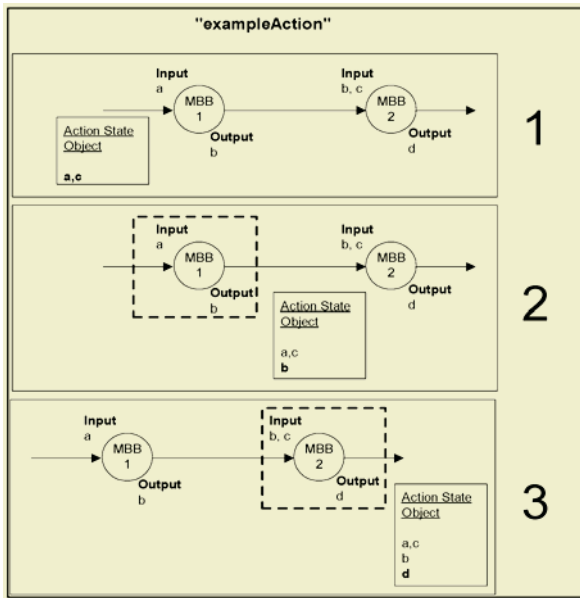 "exampleAction"
Input
a
MBB
1
Output
b
Input
b, c
MBB
2
Output
d
Action State
Object
a,c
1
Input
a
MBB
1
Output
b
Input
b, c
MBB
2
Output
d
Action State
Object
a,c
b
2
Input
a
MBB
1
Output
b
Input
b, c
MBB
2
Output
d
Action State
Object
a,c
b
d
3